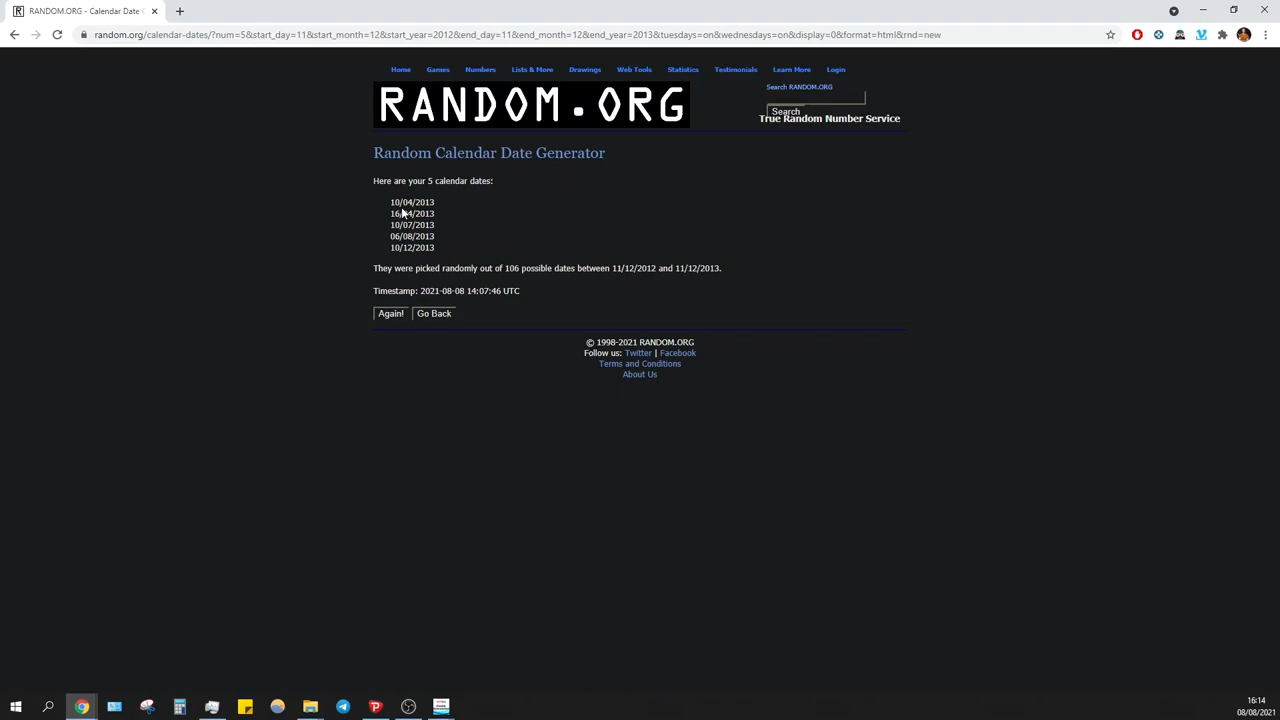 RANDOM.ORG - Calendar Date G
random.org/calendar-dates/?num=5&start_day=11&start_month=12&start_year=2012&end_day=11&end_month=12&end_year=2013&tuesdays=on&wednesdays=on&display=0&format=html&rnd=new
Home Games Numbers Lists & More Drawings Web Tools Statistics Testimonials Learn More Login
RANDOM.ORG
Search RANDOM.ORG
Search
True Random Number Service
Random Calendar Date Generator
Here are your 5 calendar dates:
10/04/2013
16/04/2013
10/07/2013
06/08/2013
10/12/2013
They were picked randomly out of 106 possible dates between 11/12/2012 and 11/12/2013.
Timestamp: 2021-08-08 14:07:46 UTC
Again! Go Back
© 1998-2021 RANDOM.ORG
Follow us: Twitter | Facebook
Terms and Conditions
About Us
16:14
08/08/2021